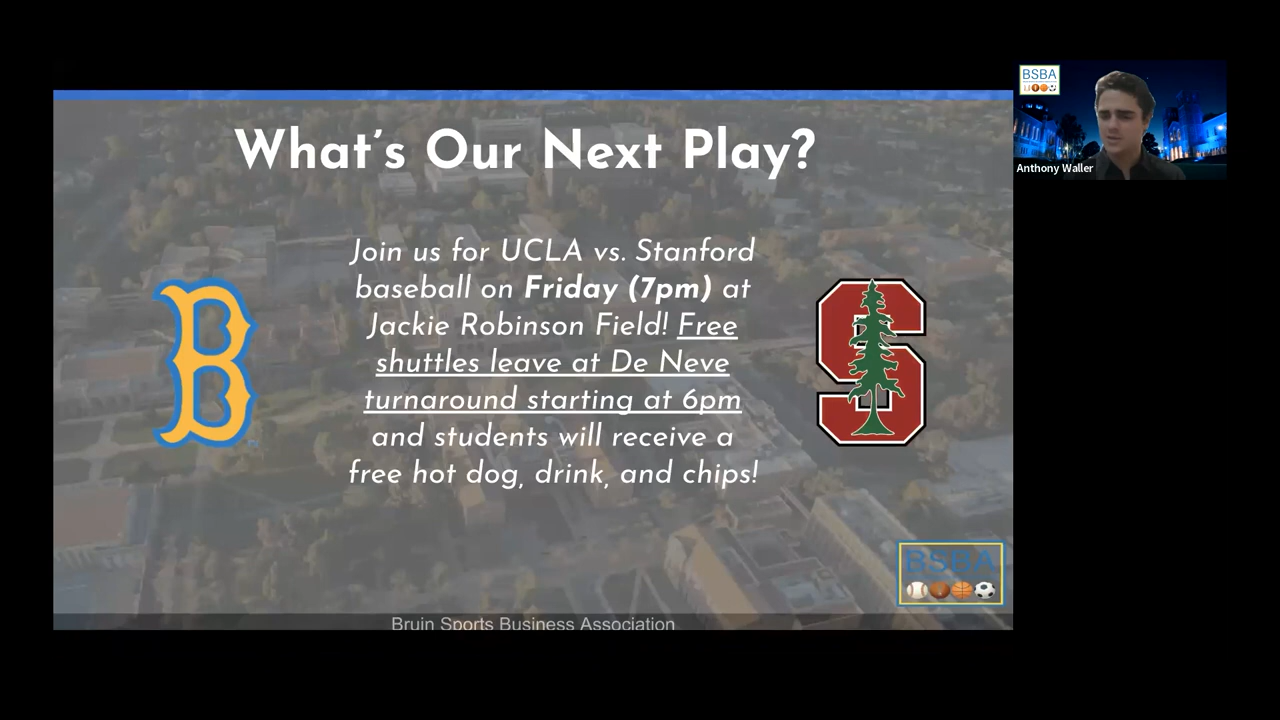 What's Our Next Play?
Join us for UCLA vs. Stanford
baseball on Friday (7pm) at
Jackie Robinson Field! Free
shuttles leave at De Neve
turnaround starting at 6pm
and students will receive a
free hot dog, drink, and chips!
B
S
BSBA
Bruin Sports Business Association
BSBA
Anthony Waller